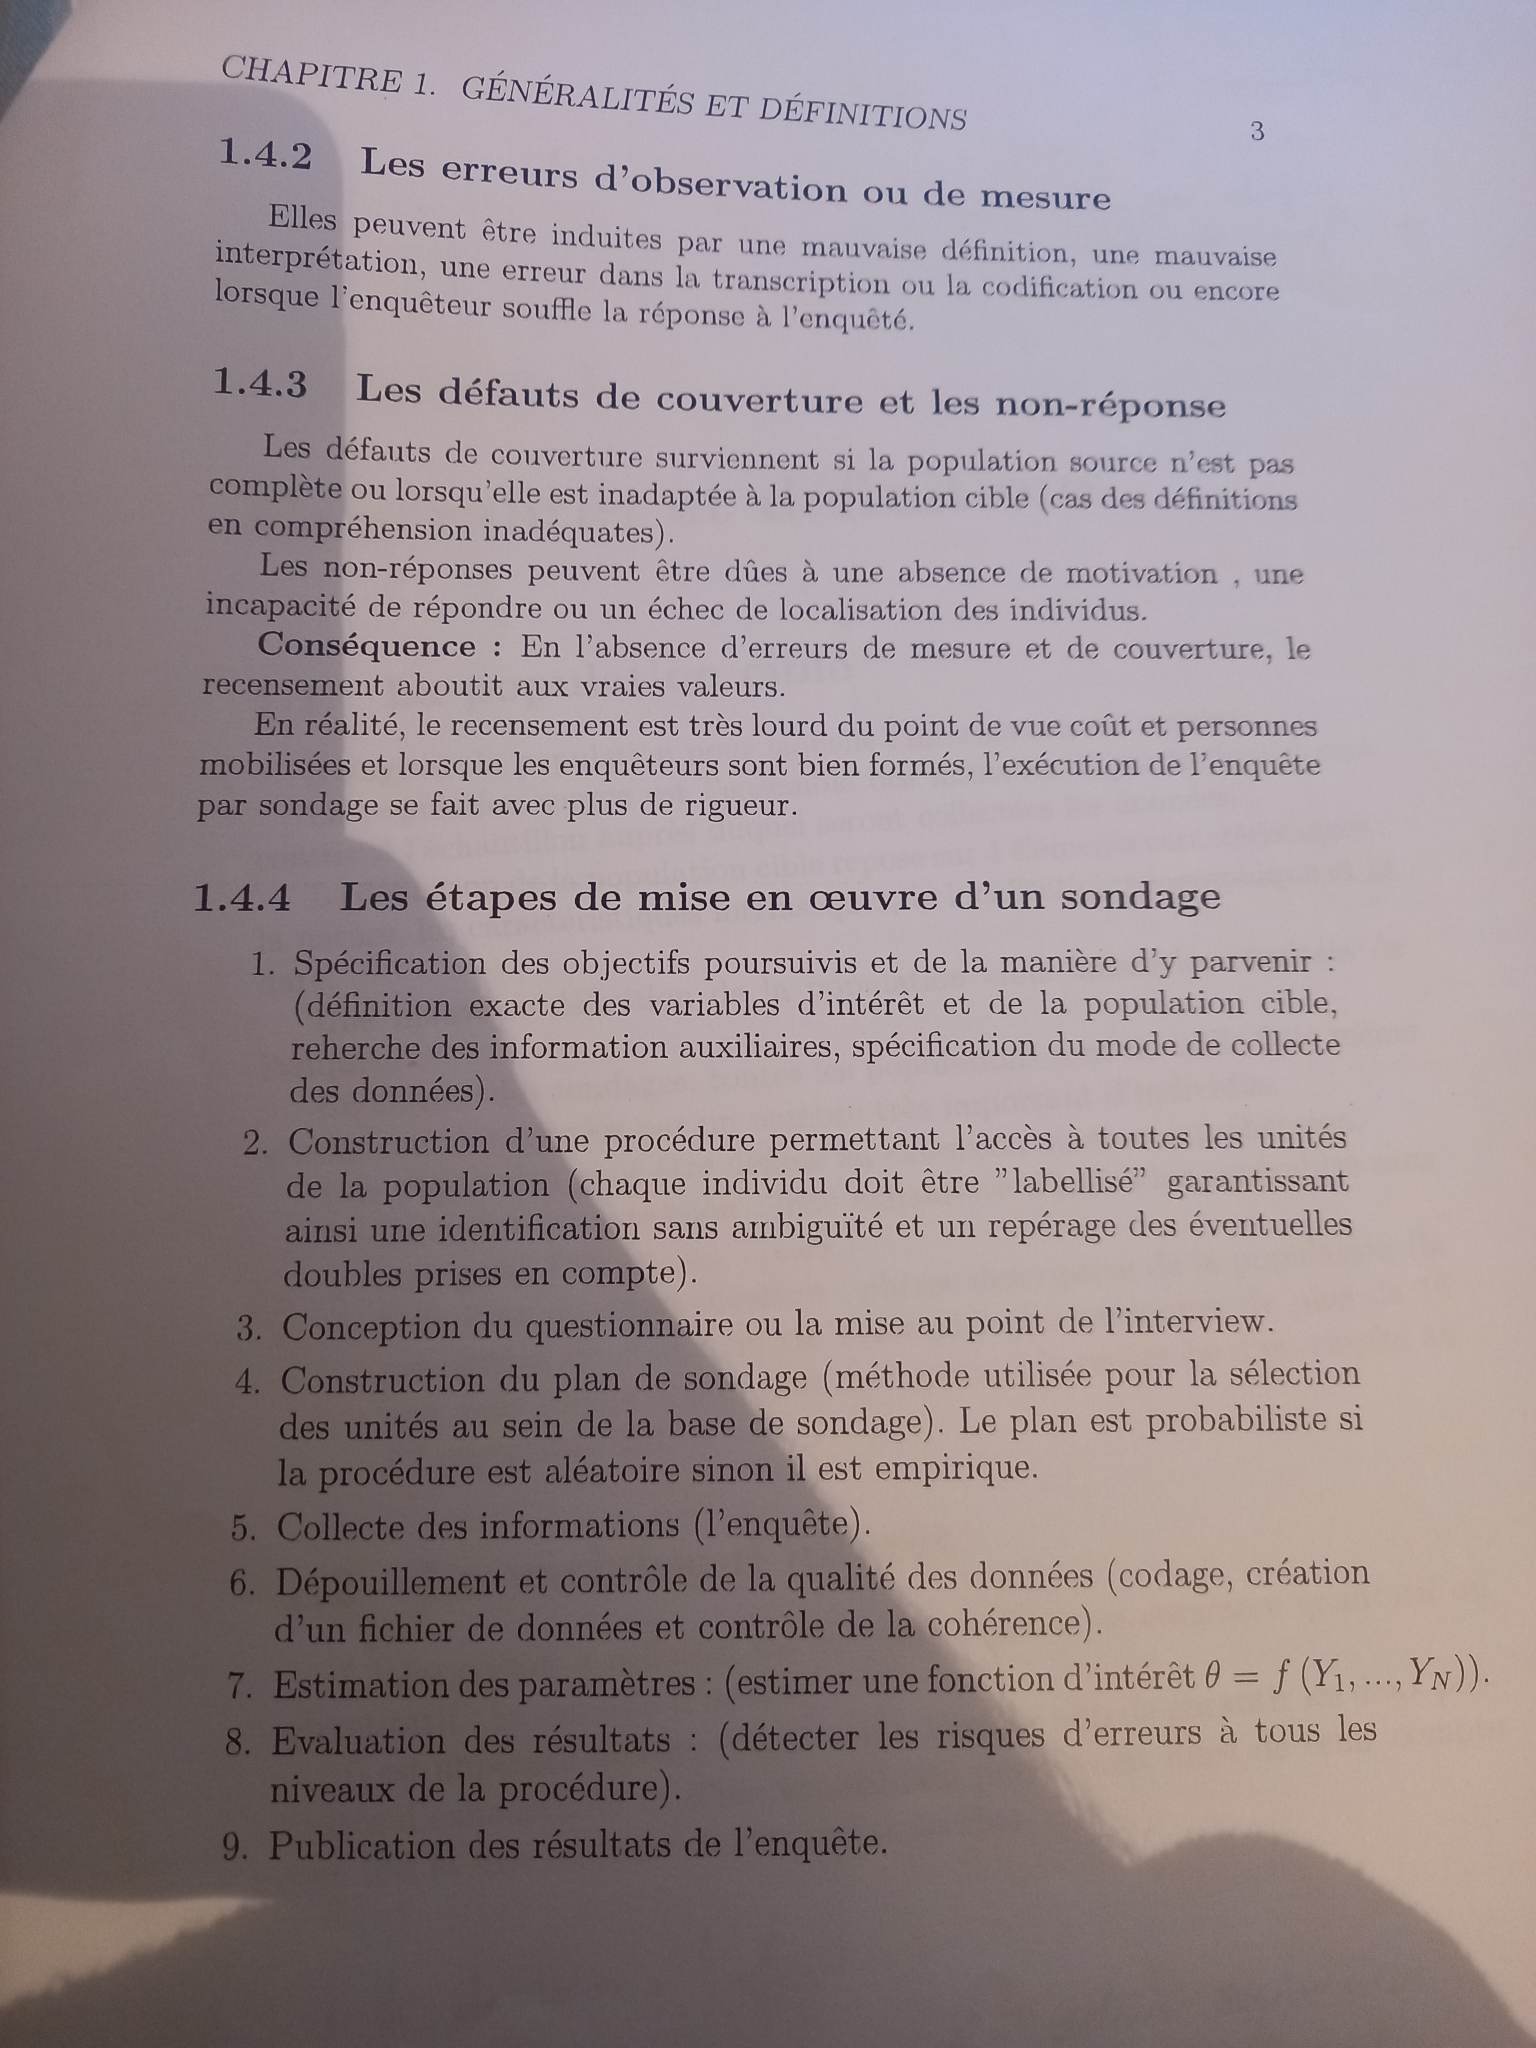 CHAPITRE 1. GÉNÉRALITÉS ET DÉFINITIONS 3
1.4.2 Les erreurs d'observation ou de mesure
Elles peuvent être induites par une mauvaise définition, une mauvaise
interprétation, une erreur dans la transcription ou la codification ou encore
lorsque l'enquêteur souffle la réponse à l'enquêté.
1.4.3 Les défauts de couverture et les non-réponse
Les défauts de couverture surviennent si la population source n'est pas
complète ou lorsqu'elle est inadaptée à la population cible (cas des définitions
en compréhension inadéquates).
Les non-réponses peuvent être dûes à une absence de motivation , une
incapacité de répondre ou un échec de localisation des individus.
Conséquence : En l'absence d'erreurs de mesure et de couverture, le
recensement aboutit aux vraies valeurs.
En réalité, le recensement est très lourd du point de vue coût et personnes
mobilisées et lorsque les enquêteurs sont bien formés, l'exécution de l'enquête
par sondage se fait avec plus de rigueur.
1.4.4 Les étapes de mise en œuvre d'un sondage
1. Spécification des objectifs poursuivis et de la manière d'y parvenir :
(définition exacte des variables d'intérêt et de la population cible,
reherche des information auxiliaires, spécification du mode de collecte
des données).
2. Construction d'une procédure permettant l'accès à toutes les unités
de la population (chaque individu doit être "labellisé" garantissant
ainsi une identification sans ambiguïté et un repérage des éventuelles
doubles prises en compte).
3. Conception du questionnaire ou la mise au point de l'interview.
4. Construction du plan de sondage (méthode utilisée pour la sélection
des unités au sein de la base de sondage). Le plan est probabiliste si
la procédure est aléatoire sinon il est empirique.
5. Collecte des informations (l'enquête).
6. Dépouillement et contrôle de la qualité des données (codage, création
d'un fichier de données et contrôle de la cohérence).
7. Estimation des paramètres : (estimer une fonction d'intérêt θ = f (Y₁, ..., Y_N)).
8. Evaluation des résultats : (détecter les risques d'erreurs à tous les
niveaux de la procédure).
9. Publication des résultats de l'enquête.